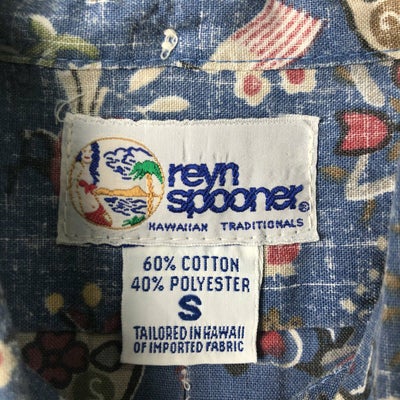 reyn
spooner®
HAWAIIAN TRADITIONALS
60% COTTON
40% POLYESTER
S
TAILORED IN HAWAII
OF IMPORTED FABRIC